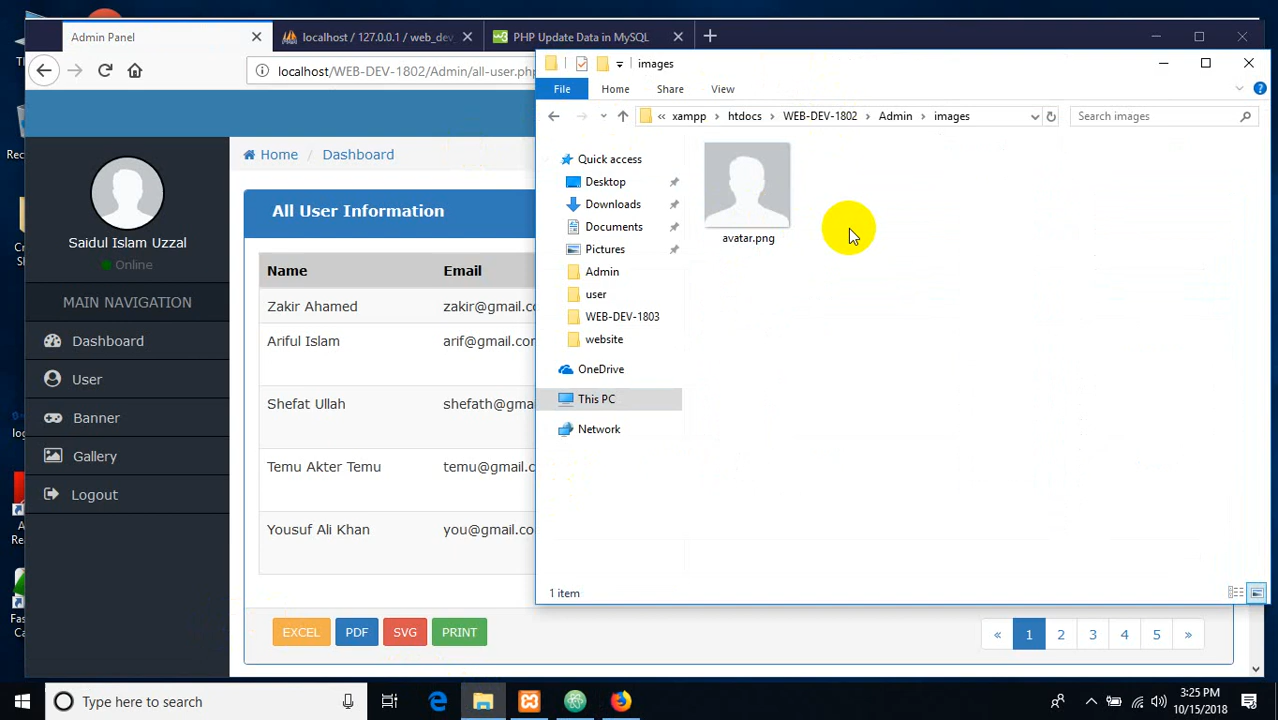 Admin Panel
localhost / 127.0.0.1 / web_dev
PHP Update Data in MySQL
localhost/WEB-DEV-1802/Admin/all-user.php
images
File
Home
Share
View
xampp
htdocs
WEB-DEV-1802
Admin
images
Search images
Home
Dashboard
Saidul Islam Uzzal
Online
MAIN NAVIGATION
Dashboard
User
Banner
Gallery
Logout
All User Information
Name Email
Zakir Ahamed zakir@gmail.co
Ariful Islam arif@gmail.com
Shefat Ullah shefath@gma
Temu Akter Temu temu@gmail.
Yousuf Ali Khan you@gmail.co
EXCEL PDF SVG PRINT
« 1 2 3 4 5 »
Quick access
Desktop
Downloads
Documents
Pictures
Admin
user
WEB-DEV-1803
website
OneDrive
This PC
Network
avatar.png
1 item
Type here to search
3:25 PM
10/15/2018